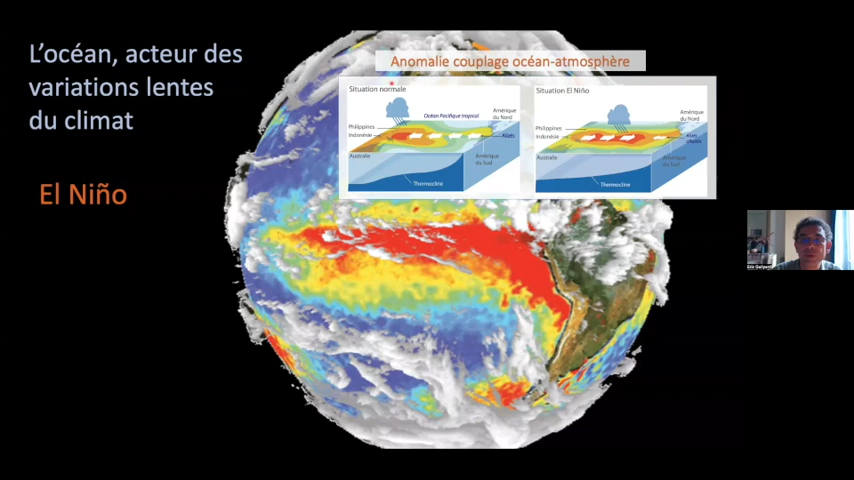 L'océan, acteur des
variations lentes
du climat
El Niño
Anomalie couplage océan-atmosphère
Situation normale
Océan Pacifique tropical
Amérique
du Nord
Philippines
Indonésie
Alizés
Australie
Amérique
du Sud
Thermocline
Situation El Niño
Amérique
du Nord
Philippines
Indonésie
Alizés
Australie
Amérique
du Sud
Thermocline